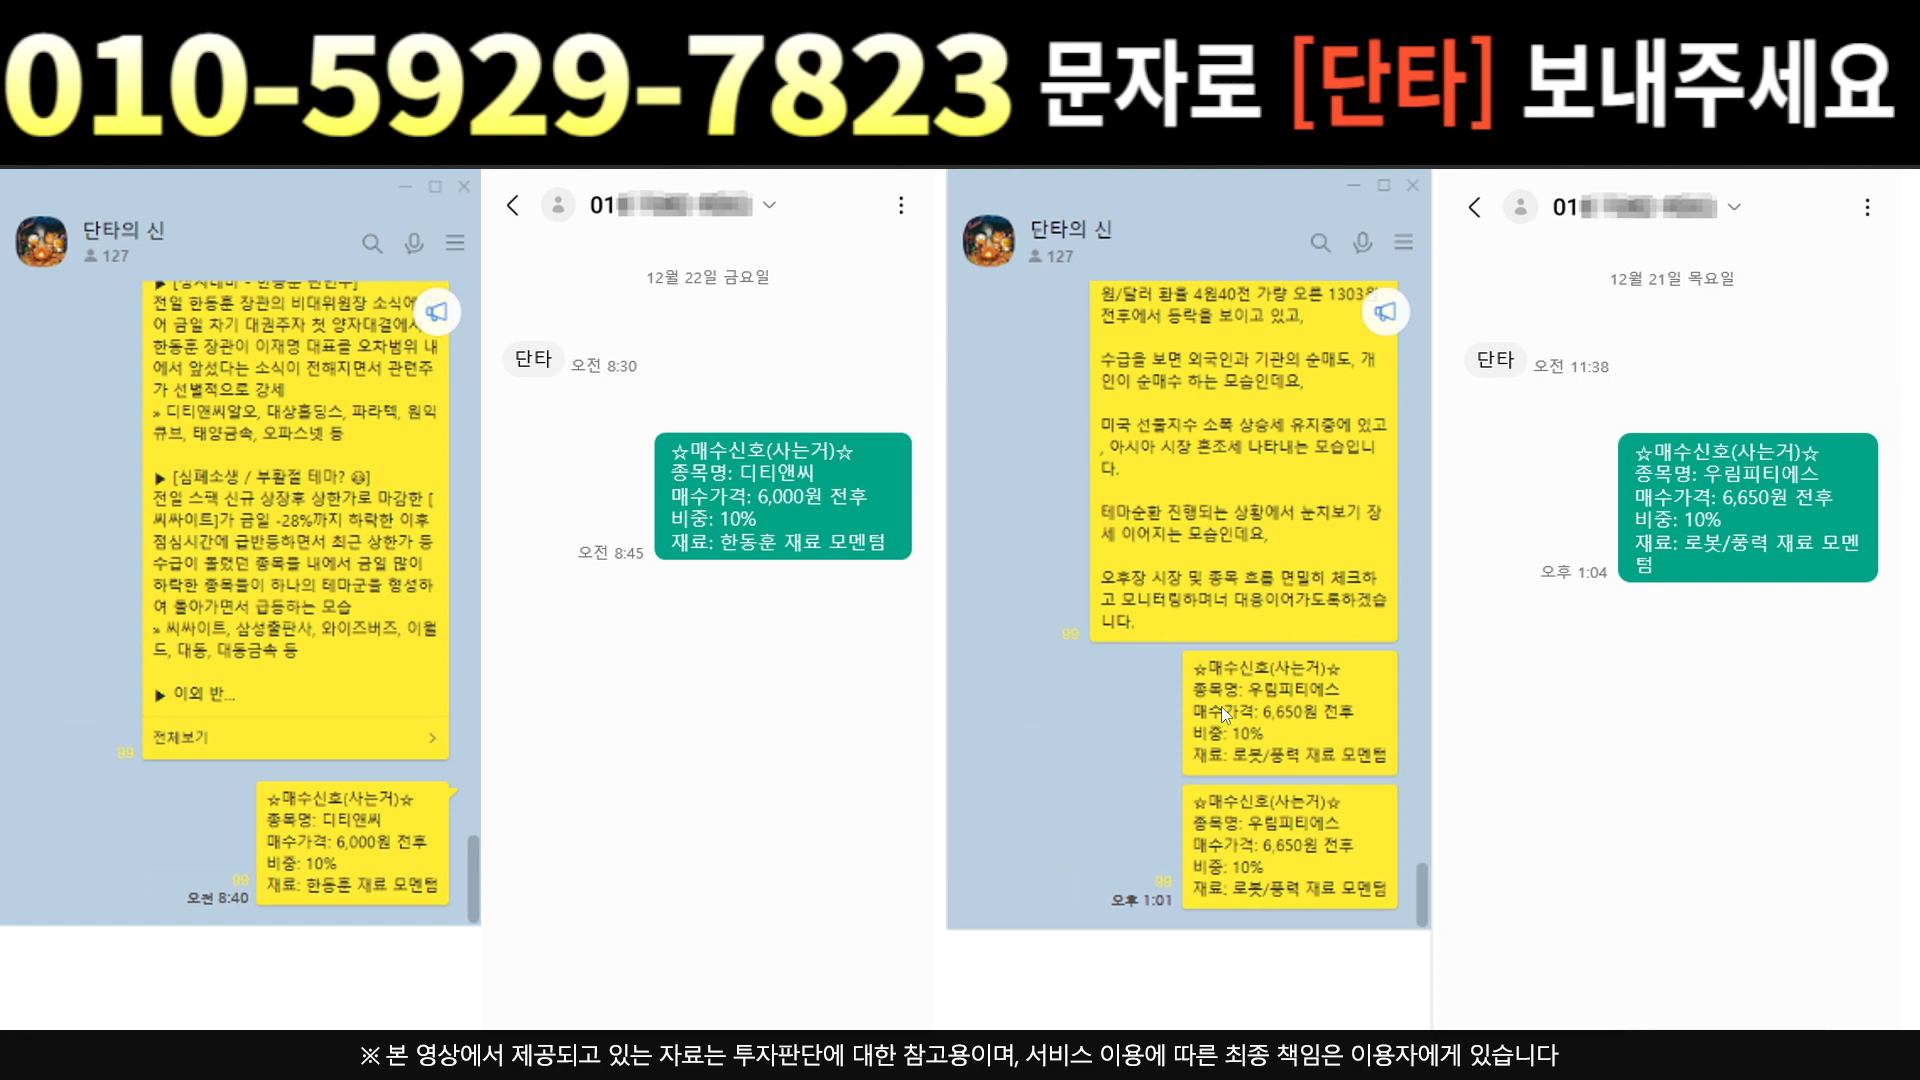 010-5929-7823 문자로 [단타] 보내주세요
단타의 신
127
전일 한동훈 장관의 비대위원장 소식에
어 금일 차기 대권주자 첫 양자대결에서
한동훈 장관이 이재명 대표를 오차범위 내
에서 앞섰다는 소식이 전해지면서 관련주
가 선별적으로 강세
» 디티앤씨알오, 대상홀딩스, 파라텍, 원익
큐브, 태양금속, 오파스넷 등
▶ [심폐소생 / 부활절 테마? 😆]
전일 스팩 신규 상장후 상한가로 마감한 [
씨싸이트]가 금일 -28%까지 하락한 이후
점심시간에 급반등하면서 최근 상한가 등
수급이 몰렸던 종목들 내에서 금일 많이
하락한 종목들이 하나의 테마군을 형성하
여 돌아가면서 급등하는 모습
» 씨싸이트, 삼성출판사, 와이즈버즈, 이월
드, 대동, 대동금속 등
▶ 이외 반...
전체보기
99
☆매수신호(사는거)☆
종목명: 디티앤씨
매수가격: 6,000원 전후
비중: 10%
재료: 한동훈 재료 모멘텀
99
오전 8:40
01
12월 22일 금요일
단타
오전 8:30
☆매수신호(사는거)☆
종목명: 디티앤씨
매수가격: 6,000원 전후
비중: 10%
재료: 한동훈 재료 모멘텀
오전 8:45
단타의 신
127
원/달러 환율 4원40전 가량 오른 1303원
전후에서 등락을 보이고 있고,
수급을 보면 외국인과 기관의 순매도, 개
인이 순매수 하는 모습인데요,
미국 선물지수 소폭 상승세 유지중에 있고
, 아시아 시장 혼조세 나타내는 모습입니
다.
테마순환 진행되는 상황에서 눈치보기 장
세 이어지는 모습인데요,
오후장 시장 및 종목 흐름 면밀히 체크하
고 모니터링하며너 대응이어가도록하겠습
니다.
99
☆매수신호(사는거)☆
종목명: 우림피티에스
매수가격: 6,650원 전후
비중: 10%
재료: 로봇/풍력 재료 모멘텀
☆매수신호(사는거)☆
종목명: 우림피티에스
매수가격: 6,650원 전후
비중: 10%
재료: 로봇/풍력 재료 모멘텀
99
오후 1:01
01
12월 21일 목요일
단타
오전 11:38
☆매수신호(사는거)☆
종목명: 우림피티에스
매수가격: 6,650원 전후
비중: 10%
재료: 로봇/풍력 재료 모멘
텀
오후 1:04
※ 본 영상에서 제공되고 있는 자료는 투자판단에 대한 참고용이며, 서비스 이용에 따른 최종 책임은 이용자에게 있습니다